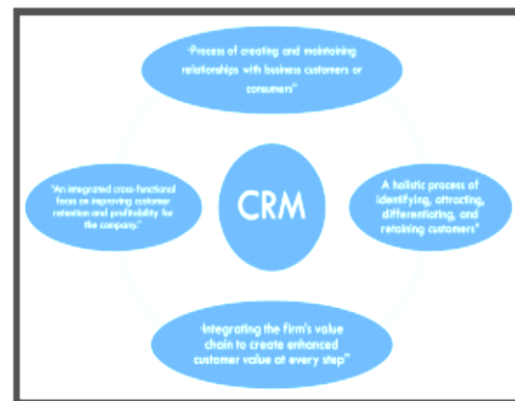 "Process of creating and maintaining
relationships with business customers or
consumers"
"An integrated cross-functional
focus on improving customer
retention and profitability for
the company."
CRM
A holistic process of
identifying, attracting,
differentiating, and
retaining customers"
"Integrating the firm's value
chain to create enhanced
customer value at every step"